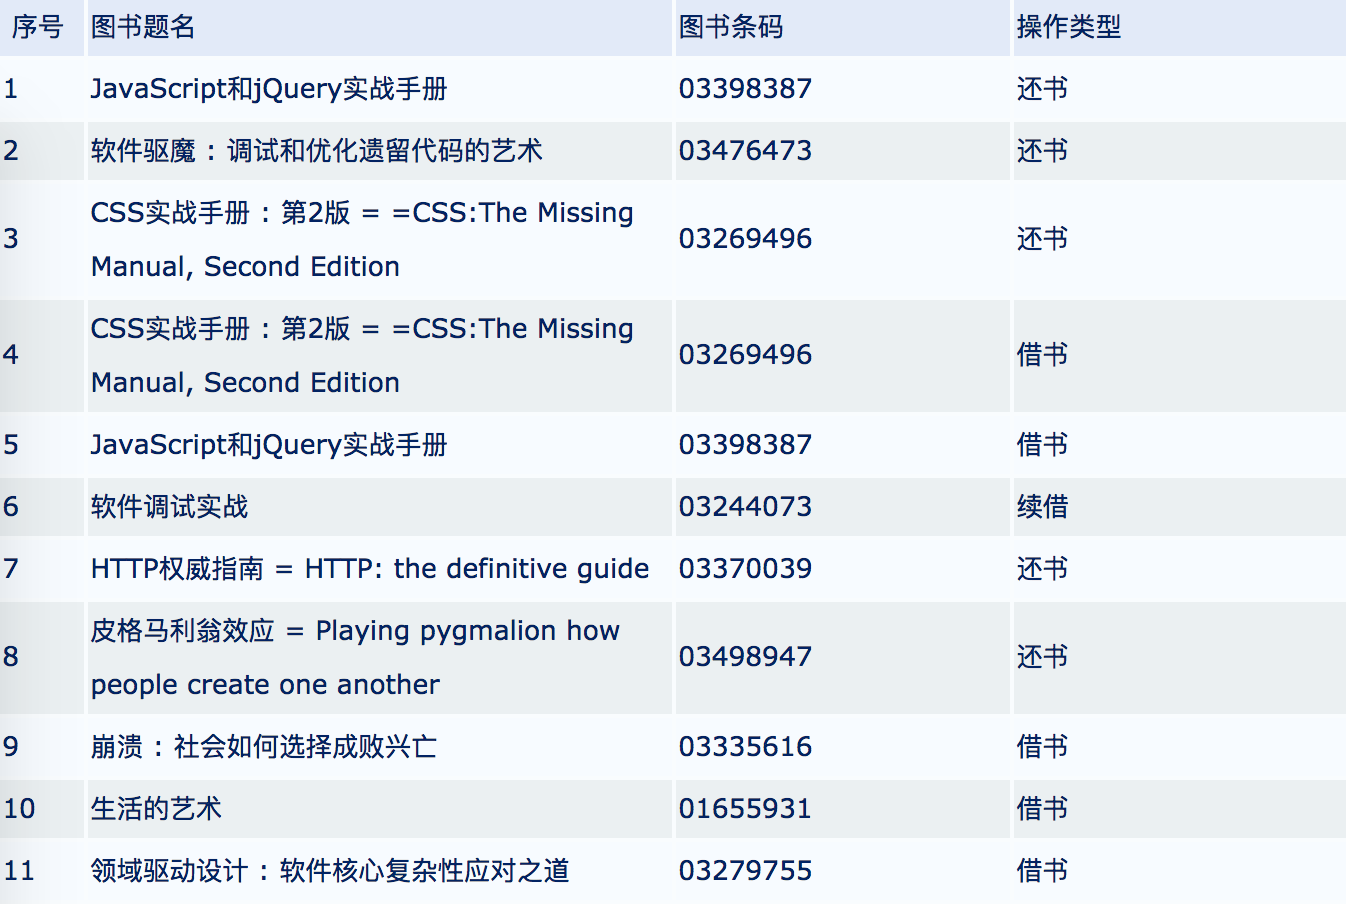 序号 图书题名 图书条码 操作类型
1 JavaScript和jQuery实战手册 03398387 还书
2 软件驱魔：调试和优化遗留代码的艺术 03476473 还书
3 CSS实战手册：第2版 = =CSS:The Missing
Manual, Second Edition 03269496 还书
4 CSS实战手册：第2版 = =CSS:The Missing
Manual, Second Edition 03269496 借书
5 JavaScript和jQuery实战手册 03398387 借书
6 软件调试实战 03244073 续借
7 HTTP权威指南 = HTTP: the definitive guide 03370039 还书
8 皮格马利翁效应 = Playing pygmalion how
people create one another 03498947 还书
9 崩溃：社会如何选择成败兴亡 03335616 借书
10 生活的艺术 01655931 借书
11 领域驱动设计：软件核心复杂性应对之道 03279755 借书